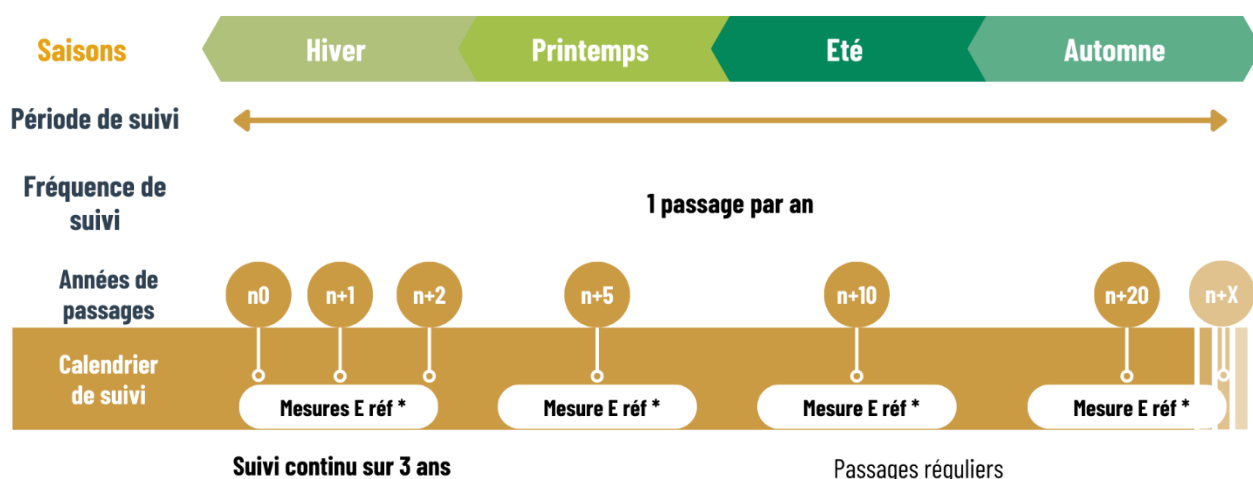 Saisons
Hiver
Printemps
Eté
Automne
Période de suivi
Fréquence de
suivi
1 passage par an
Années de
passages
n0
n+1
n+2
n+5
n+10
n+20
n+X
Calendrier
de suivi
Mesures E réf *
Mesure E réf *
Mesure E réf *
Mesure E réf *
Suivi continu sur 3 ans
Passages réguliers